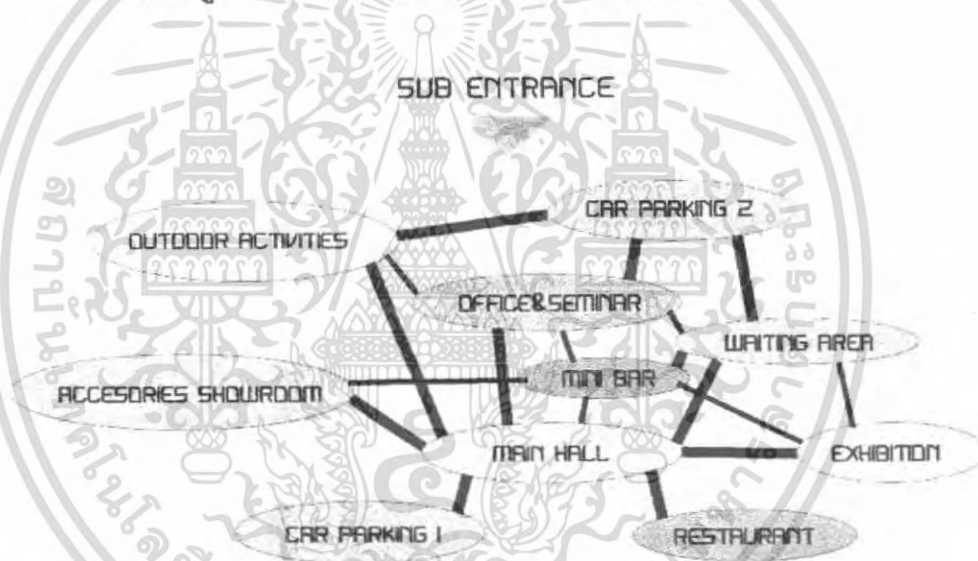 SUB ENTRANCE
CAR PARKING 2
OUTDOOR ACTIVITIES
OFFICE&SEMINAR
WAITING AREA
MINI BAR
ACCESORIES SHOWROOM
MAIN HALL
EXHIBITION
CAR PARKING 1
RESTAURANT